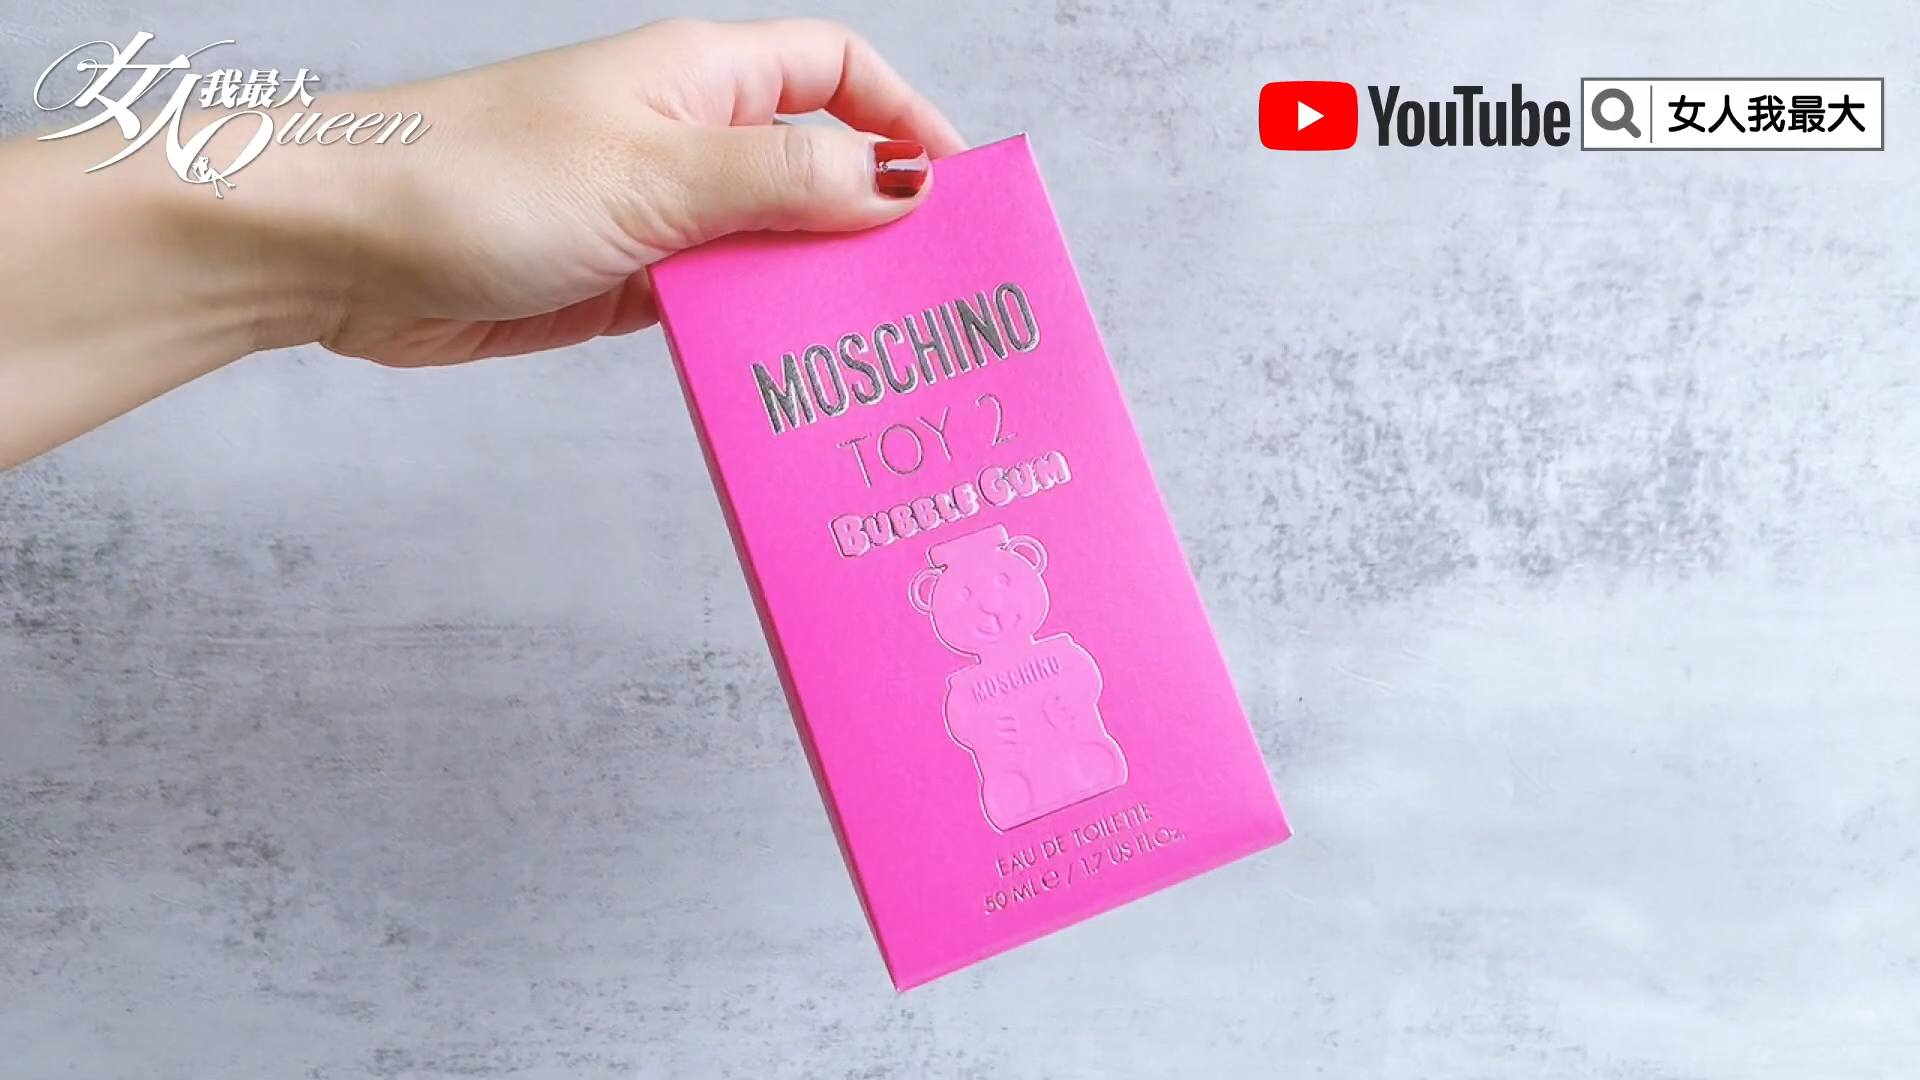 女人我最大
Queen
YouTube
女人我最大
MOSCHINO
TOY 2
BUBBLE GUM
MOSCHINO
EAU DE TOILETTE
50 ML ℮ / 1.7 US Fl.Oz.